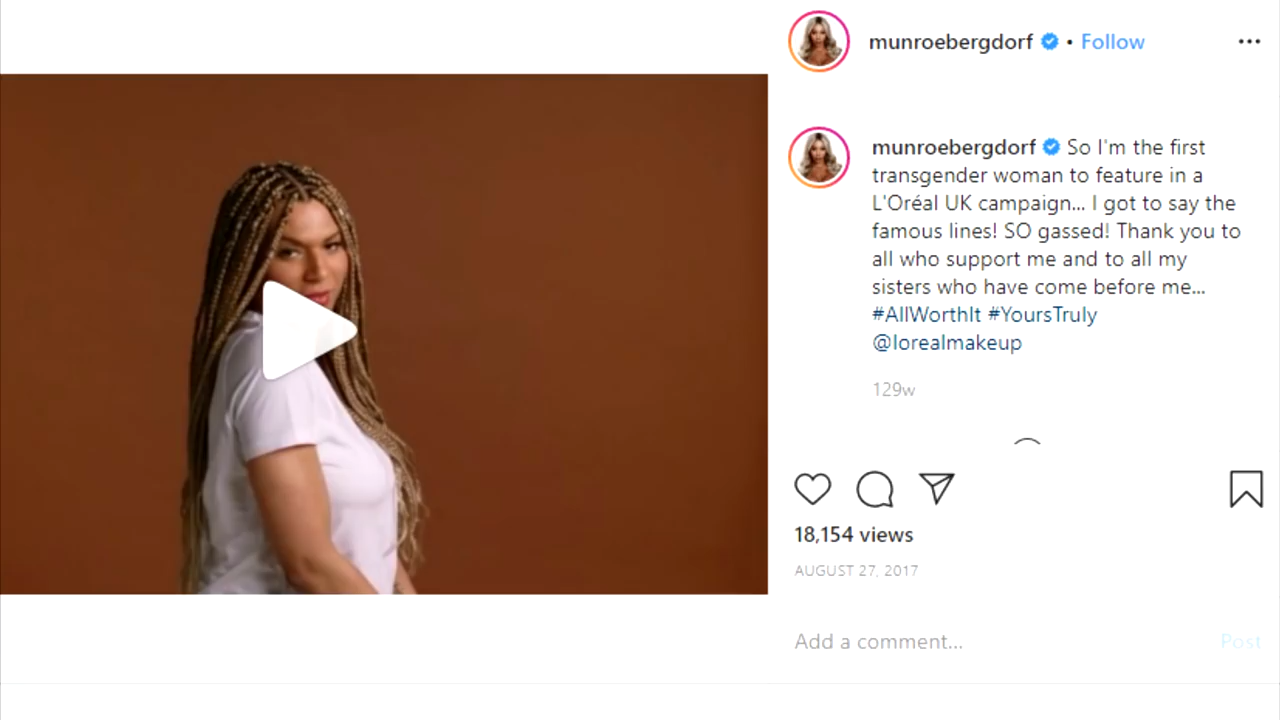 munroebergdorf • Follow
munroebergdorf So I'm the first
transgender woman to feature in a
L'Oréal UK campaign... I got to say the
famous lines! SO gassed! Thank you to
all who support me and to all my
sisters who have come before me...
#AllWorthIt #YoursTruly
@lorealmakeup
129w
18,154 views
AUGUST 27, 2017
Add a comment... Post